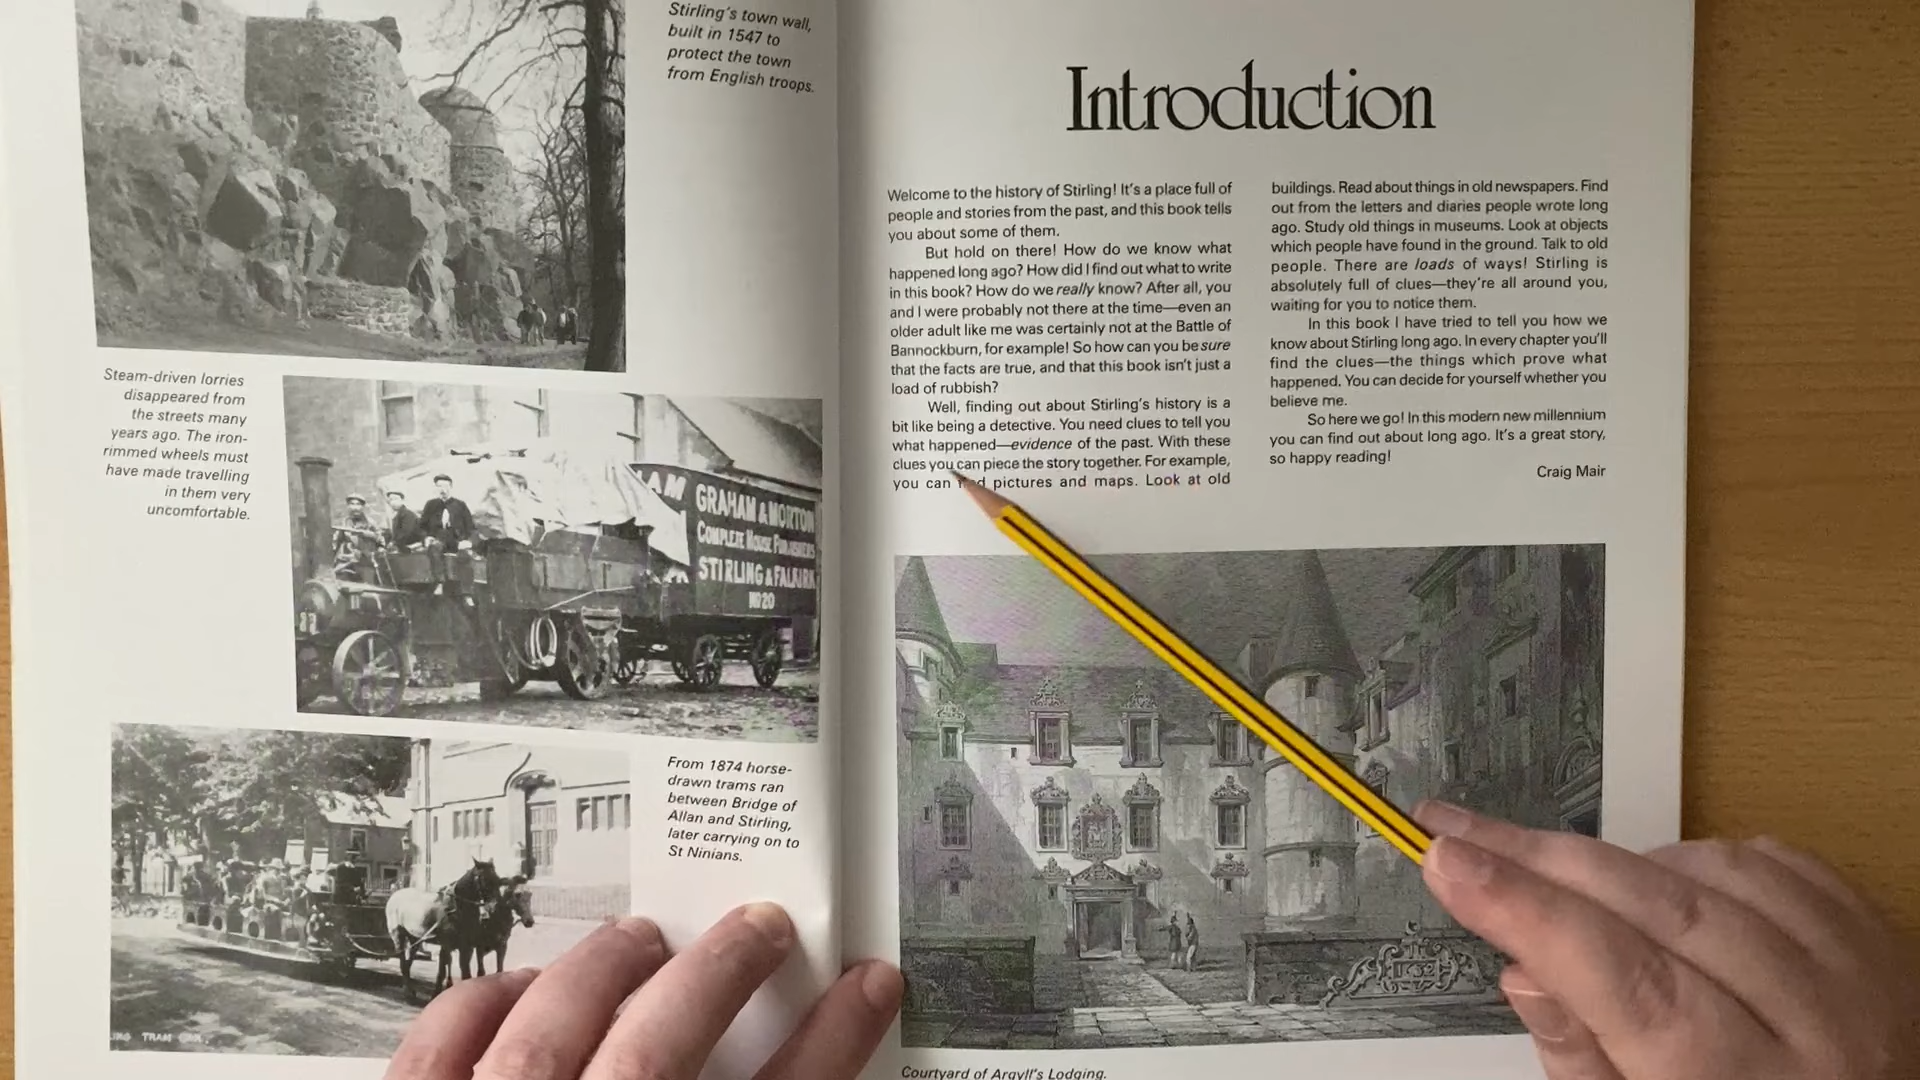 Stirling's town wall,
built in 1547 to
protect the town
from English troops.
Steam-driven lorries
disappeared from
the streets many
years ago. The iron-
rimmed wheels must
have made travelling
in them very
uncomfortable.
AM
GRAHAM & MORTON
COMPLETE HOUSE FURNISHERS
STIRLING & FALKIRK
No 20
From 1874 horse-
drawn trams ran
between Bridge of
Allan and Stirling,
later carrying on to
St Ninians.
TRAM CAR.
Introduction
Welcome to the history of Stirling! It's a place full of
people and stories from the past, and this book tells
you about some of them.
But hold on there! How do we know what
happened long ago? How did I find out what to write
in this book? How do we really know? After all, you
and I were probably not there at the time—even an
older adult like me was certainly not at the Battle of
Bannockburn, for example! So how can you be sure
that the facts are true, and that this book isn't just a
load of rubbish?
Well, finding out about Stirling's history is a
bit like being a detective. You need clues to tell you
what happened—evidence of the past. With these
clues you can piece the story together. For example,
you can find pictures and maps. Look at old
buildings. Read about things in old newspapers. Find
out from the letters and diaries people wrote long
ago. Study old things in museums. Look at objects
which people have found in the ground. Talk to old
people. There are loads of ways! Stirling is
absolutely full of clues—they're all around you,
waiting for you to notice them.
In this book I have tried to tell you how we
know about Stirling long ago. In every chapter you'll
find the clues—the things which prove what
happened. You can decide for yourself whether you
believe me.
So here we go! In this modern new millennium
you can find out about long ago. It's a great story,
so happy reading!
Craig Mair
Courtyard of Argyll's Lodging.